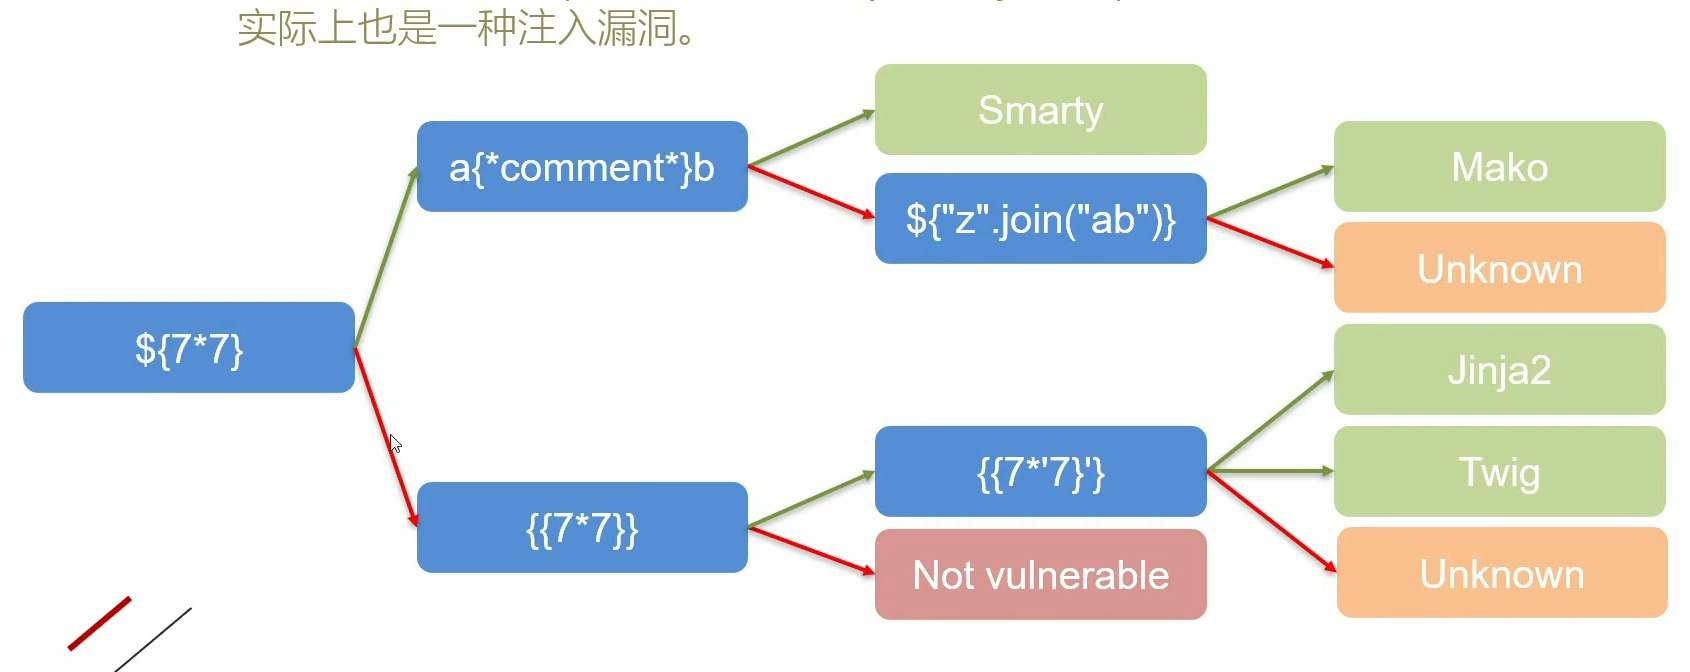 实际上也是一种注入漏洞。
Smarty
a{*comment*}b
Mako
${"z".join("ab")}
Unknown
${7*7}
Jinja2
{{7*'7}'}
Twig
{{7*7}}
Not vulnerable
Unknown